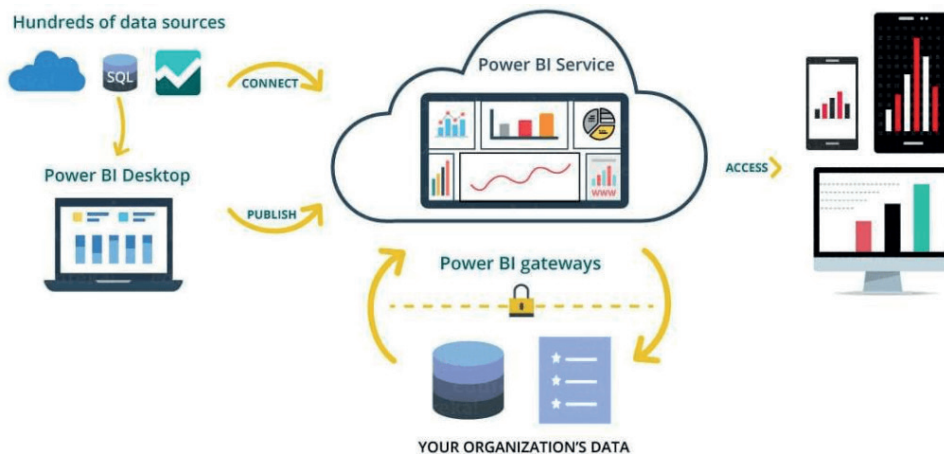 Hundreds of data sources
SQL
CONNECT
Power BI Service
WWW
ACCESS
Power BI Desktop
PUBLISH
Power BI gateways
YOUR ORGANIZATION'S DATA